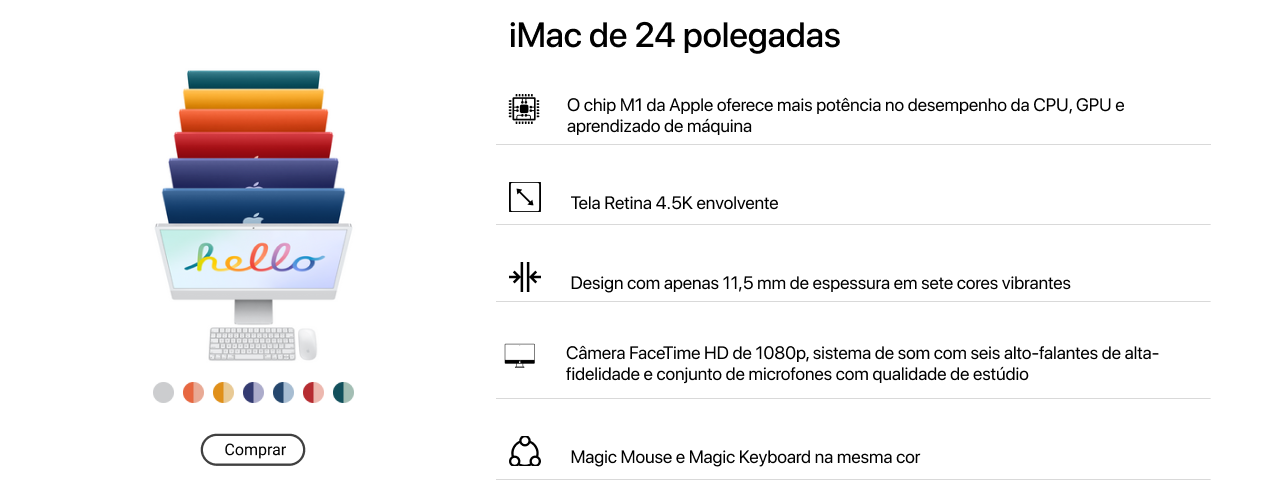 iMac de 24 polegadas
O chip M1 da Apple oferece mais potência no desempenho da CPU, GPU e
aprendizado de máquina
Tela Retina 4.5K envolvente
hello
Design com apenas 11,5 mm de espessura em sete cores vibrantes
Câmera FaceTime HD de 1080p, sistema de som com seis alto-falantes de alta-
fidelidade e conjunto de microfones com qualidade de estúdio
Comprar
Magic Mouse e Magic Keyboard na mesma cor